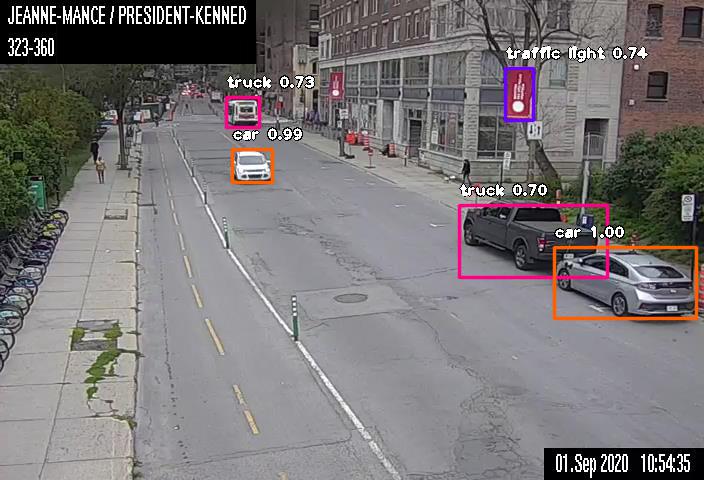 JEANNE-MANCE / PRESIDENT-KENNED
323-360
traffic light 0.74
truck 0.73
car 0.99
truck 0.70
car 1.00
01.Sep 2020 10:54:35